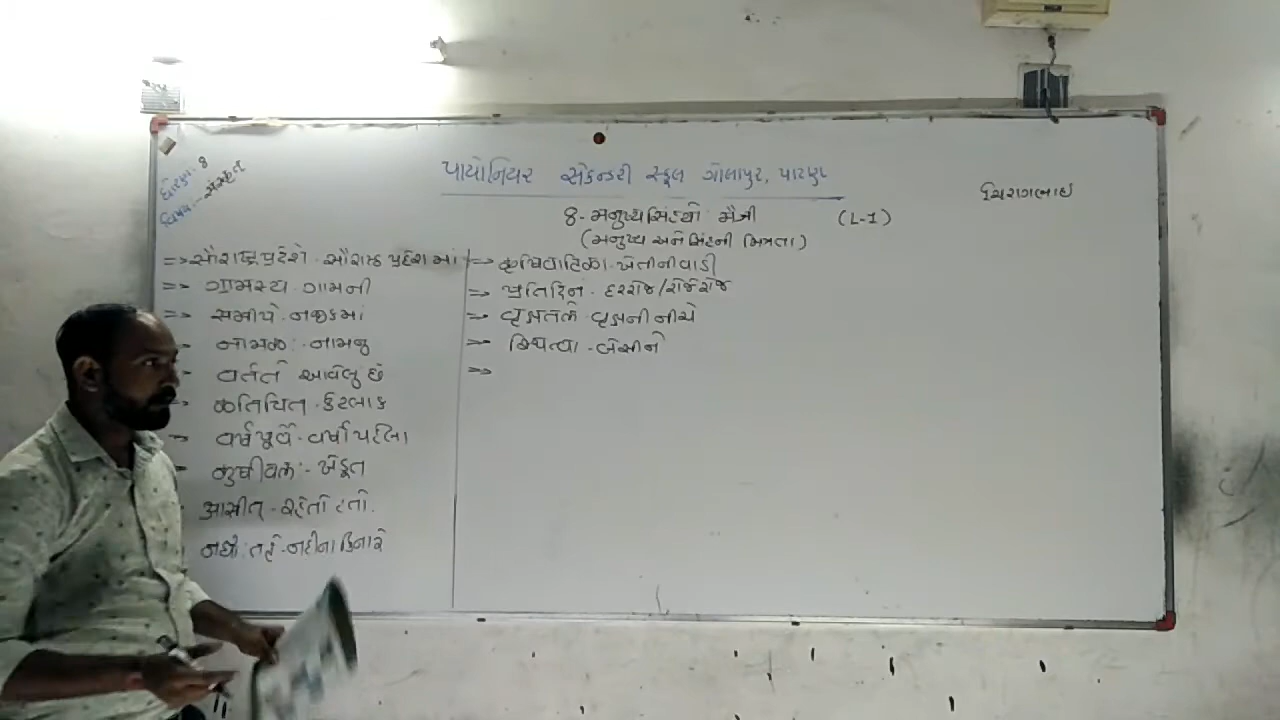 ધોરણ: 8
વિષય:- સંસ્કૃત
પાયોનિયર સેકન્ડરી સ્કૂલ ગોલાપુર, પાટણ
ચિરાગભાઇ
8- મનુષ્યસિંહયોઃ મૈત્રી (L-1)
(મનુષ્ય અને સિંહની મિત્રતા)
=> સૌરાષ્ટ્રપ્રદેશે - સૌરાષ્ટ્ર પ્રદેશમાં
=> ગ્રામસ્ય - ગામની
=> સમીપે - નજીકમાં
નામકઃ - નામનું
વર્તતે આવેલુ છે
કતિચિત્ - કેટલાક
વર્ષપૂર્વે - વર્ષો પહેલા
કૃષીવલઃ - ખેડૂત
આસીત્ - રહેતો હતો.
નદ્યાઃ તટે - નદીના કિનારે
=> કૃષિવાટિકા - ખેતીની વાડી
=> પ્રતિદિનં - દરરોજ/રોજેરોજ
=> વૃક્ષતલે વૃક્ષની નીચે
=> સ્થિત્વા - બેસીને
=>